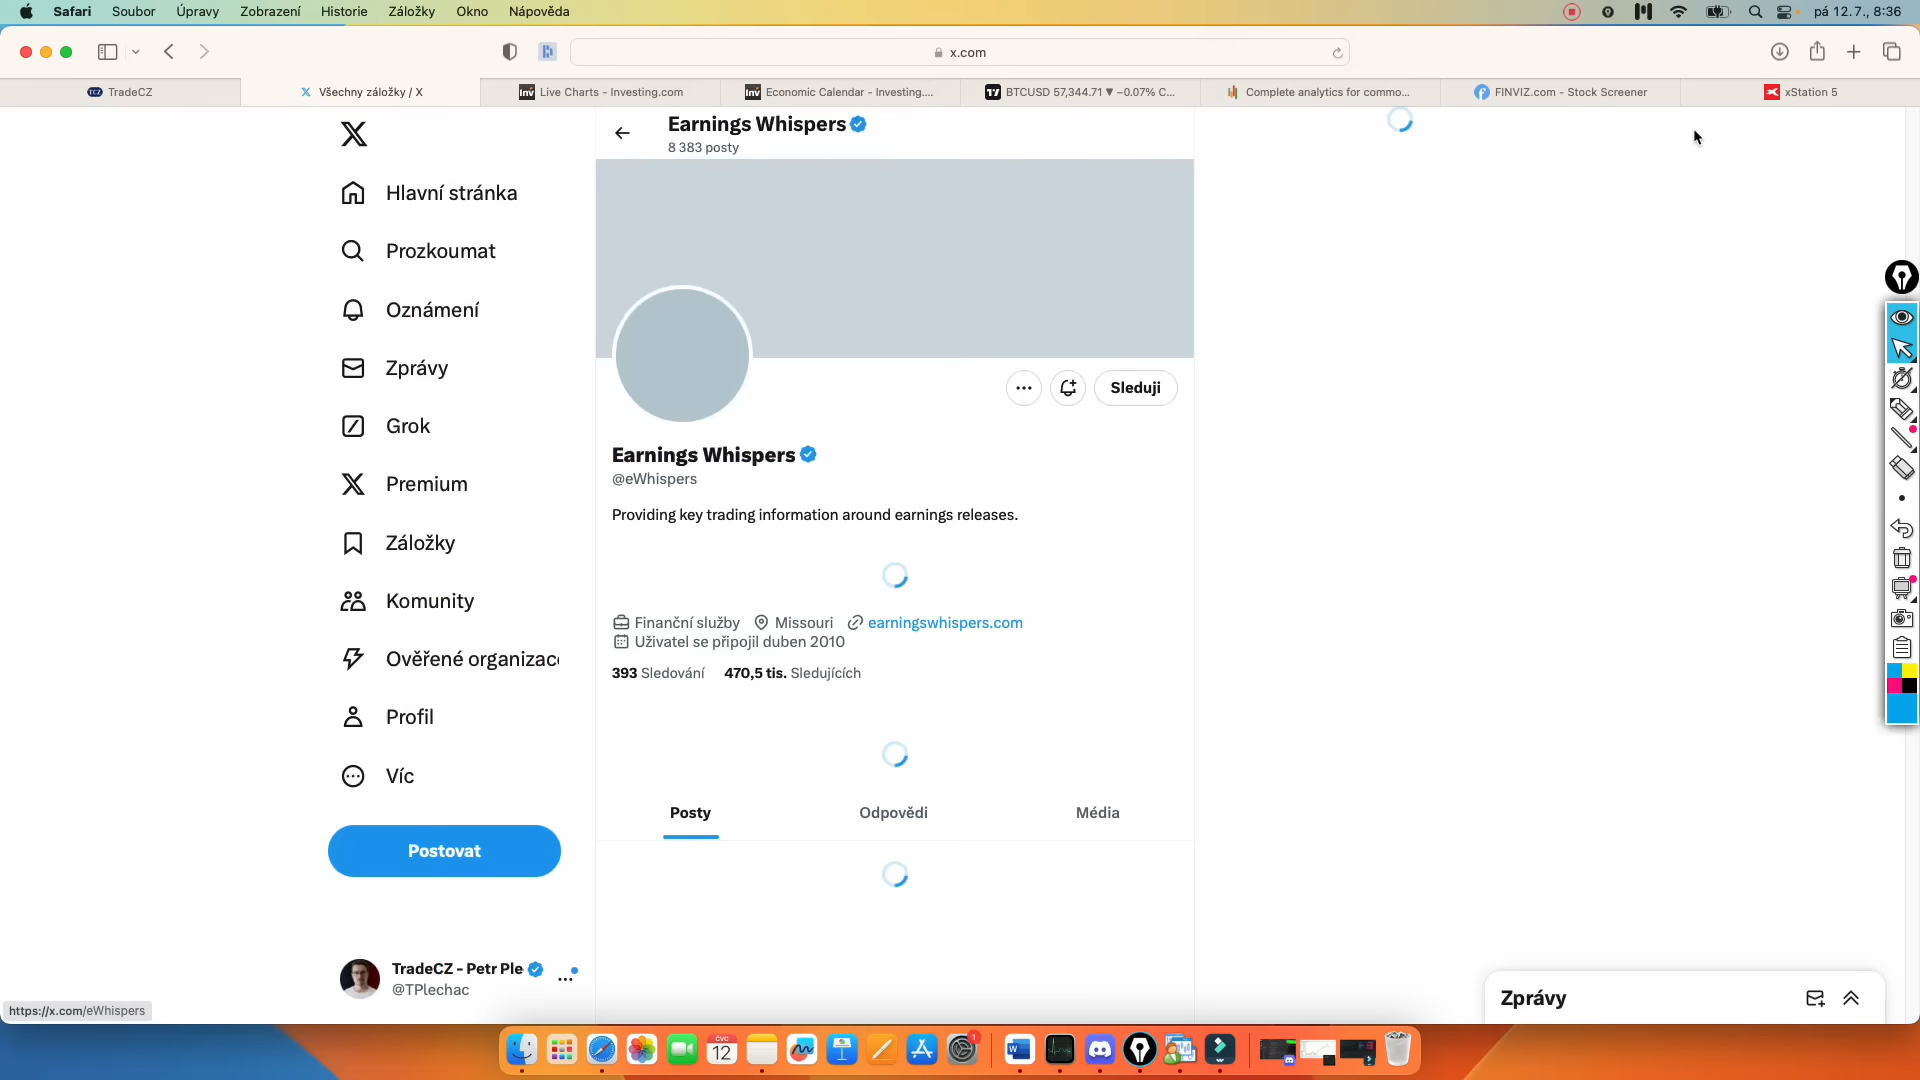 Safari Soubor Úpravy Zobrazení Historie Záložky Okno Nápověda pá 12.7., 8:36
x.com
TradeCZ
Všechny záložky / X
Live Charts - Investing.com
Economic Calendar - Investing....
BTCUSD 57,344.71 ▼ −0.07% C...
Complete analytics for commo...
FINVIZ.com - Stock Screener
xStation 5
Hlavní stránka
Prozkoumat
Oznámení
Zprávy
Grok
Premium
Záložky
Komunity
Ověřené organizac
Profil
Víc
Postovat
TradeCZ - Petr Ple
@TPlechac
https://x.com/eWhispers
Earnings Whispers
8 383 posty
Sleduji
Earnings Whispers
@eWhispers
Providing key trading information around earnings releases.
Finanční služby Missouri earningswhispers.com
Uživatel se připojil duben 2010
393 Sledování 470,5 tis. Sledujících
Posty Odpovědi Média
Zprávy
CVC
12
1